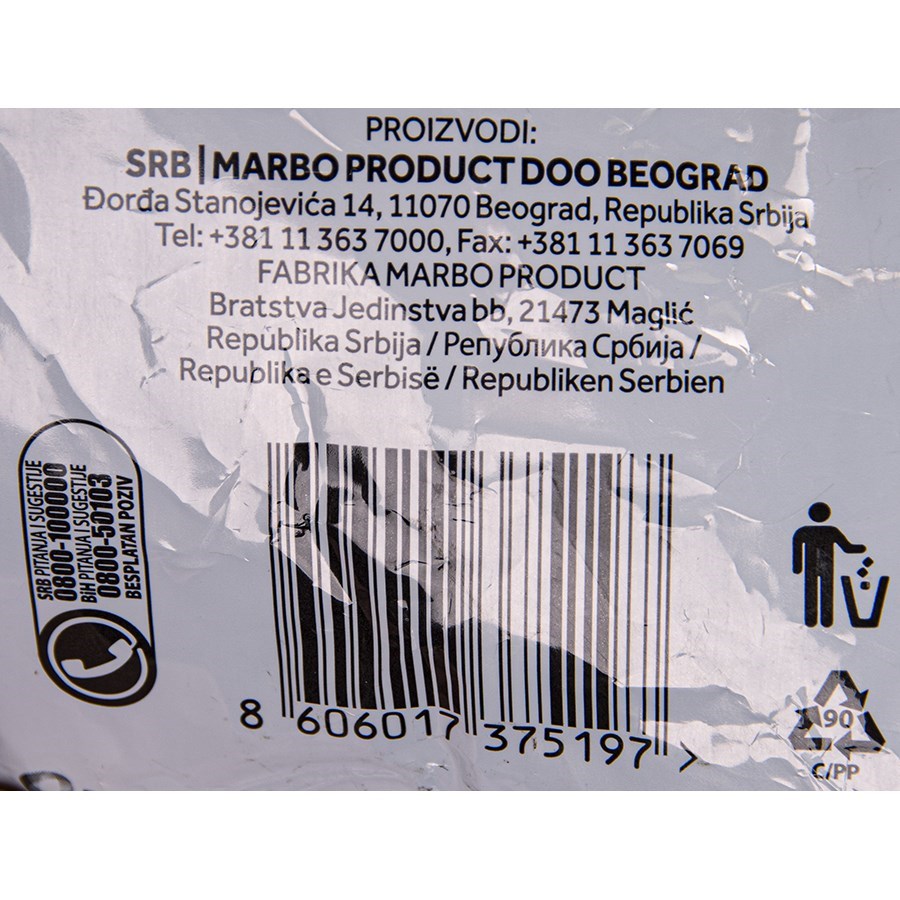 PROIZVODI:
SRB | MARBO PRODUCT DOO BEOGRAD
Đorđa Stanojevića 14, 11070 Beograd, Republika Srbija
Tel: +381 11 363 7000, Fax: +381 11 363 7069
FABRIKA MARBO PRODUCT
Bratstva Jedinstva bb, 21473 Maglić
Republika Srbija / Република Србија /
Republika e Serbisë / Republiken Serbien
SRB PITANJA I SUGESTIJE
0800-100000
BiH PITANJA I SUGESTIJE
0800-50103
BESPLATAN POZIV
8 606017 375197 >
90
C/PP